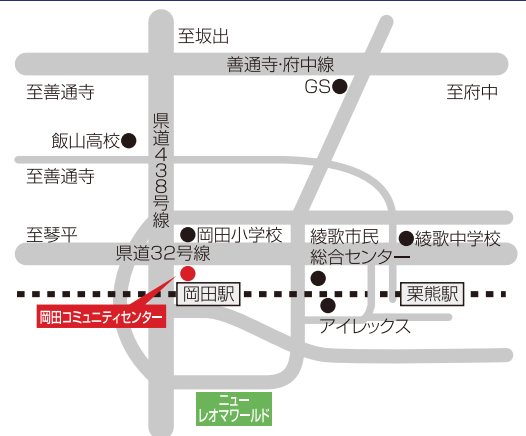 至坂出
善通寺・府中線
GS
至善通寺
至府中
飯山高校
県道438号線
至善通寺
至琴平
岡田小学校
綾歌市民
総合センター
綾歌中学校
県道32号線
岡田駅
栗熊駅
岡田コミュニティセンター
アイレックス
ニュー
レオマワールド